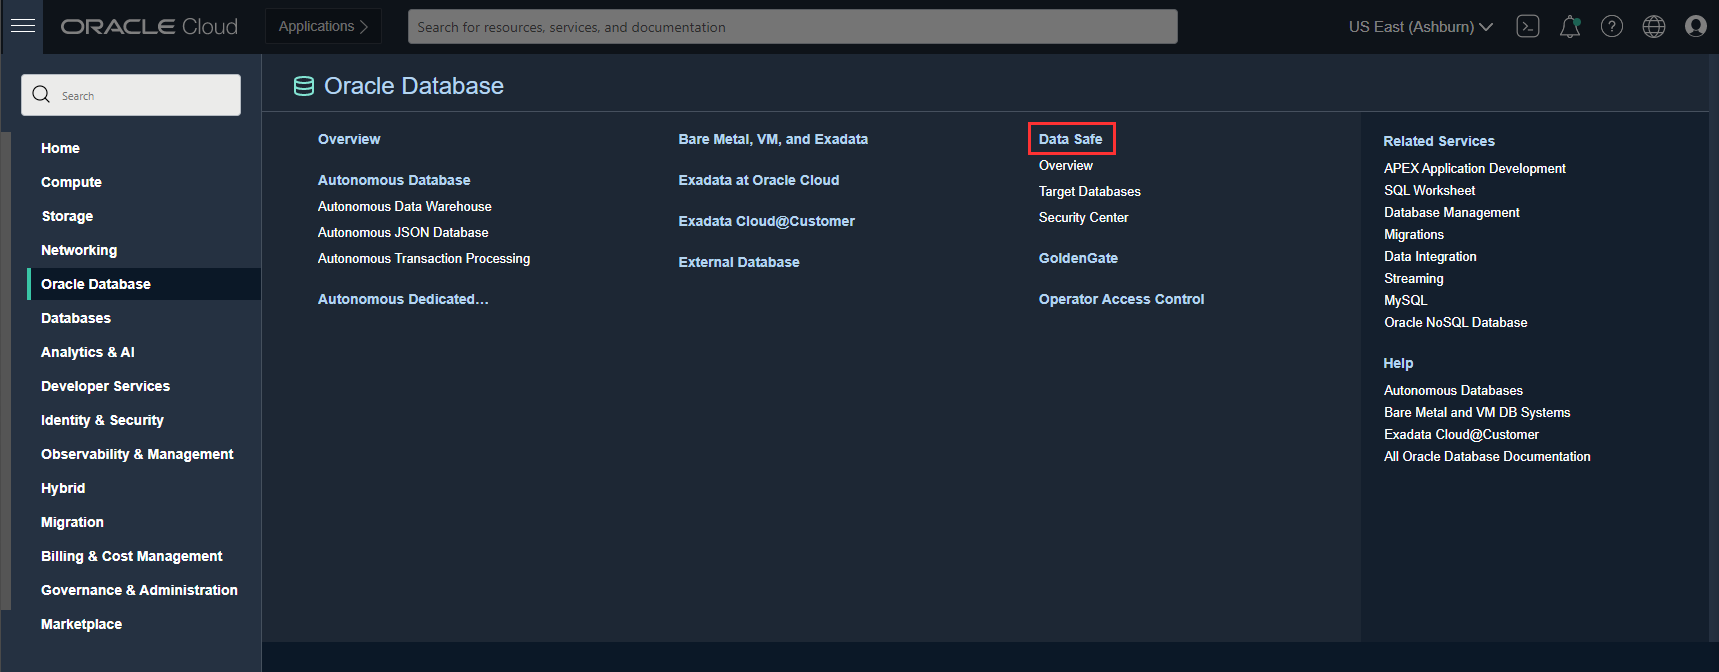 ORACLE Cloud
Applications
Search for resources, services, and documentation
US East (Ashburn)
Search
Home
Compute
Storage
Networking
Oracle Database
Databases
Analytics & AI
Developer Services
Identity & Security
Observability & Management
Hybrid
Migration
Billing & Cost Management
Governance & Administration
Marketplace
Oracle Database
Overview
Autonomous Database
Autonomous Data Warehouse
Autonomous JSON Database
Autonomous Transaction Processing
Autonomous Dedicated...
Bare Metal, VM, and Exadata
Exadata at Oracle Cloud
Exadata Cloud@Customer
External Database
Data Safe
Overview
Target Databases
Security Center
GoldenGate
Operator Access Control
Related Services
APEX Application Development
SQL Worksheet
Database Management
Migrations
Data Integration
Streaming
MySQL
Oracle NoSQL Database
Help
Autonomous Databases
Bare Metal and VM DB Systems
Exadata Cloud@Customer
All Oracle Database Documentation